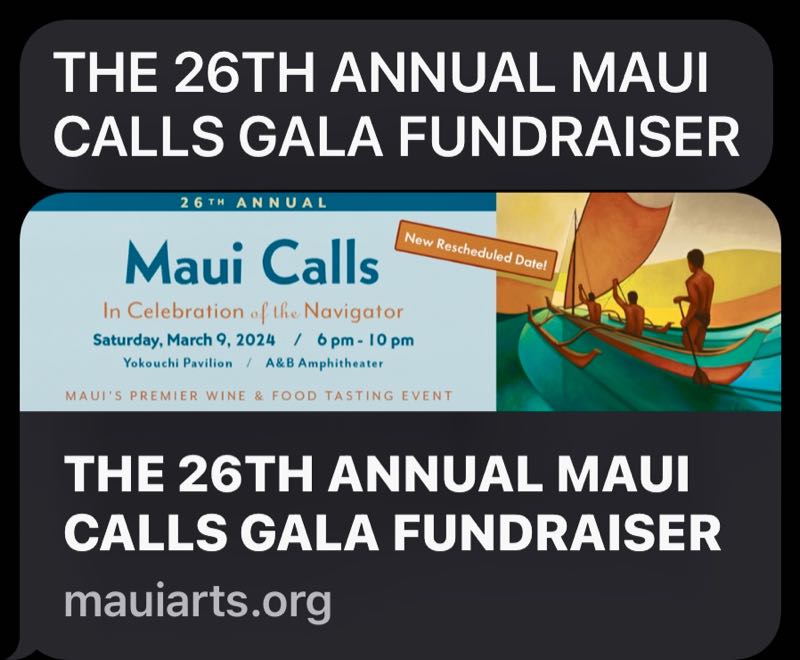 THE 26TH ANNUAL MAUI
CALLS GALA FUNDRAISER
26TH ANNUAL
Maui Calls
New Rescheduled Date!
In Celebration of the Navigator
Saturday, March 9, 2024 / 6 pm - 10 pm
Yokouchi Pavilion / A&B Amphitheater
MAUI'S PREMIER WINE & FOOD TASTING EVENT
THE 26TH ANNUAL MAUI
CALLS GALA FUNDRAISER
mauiarts.org